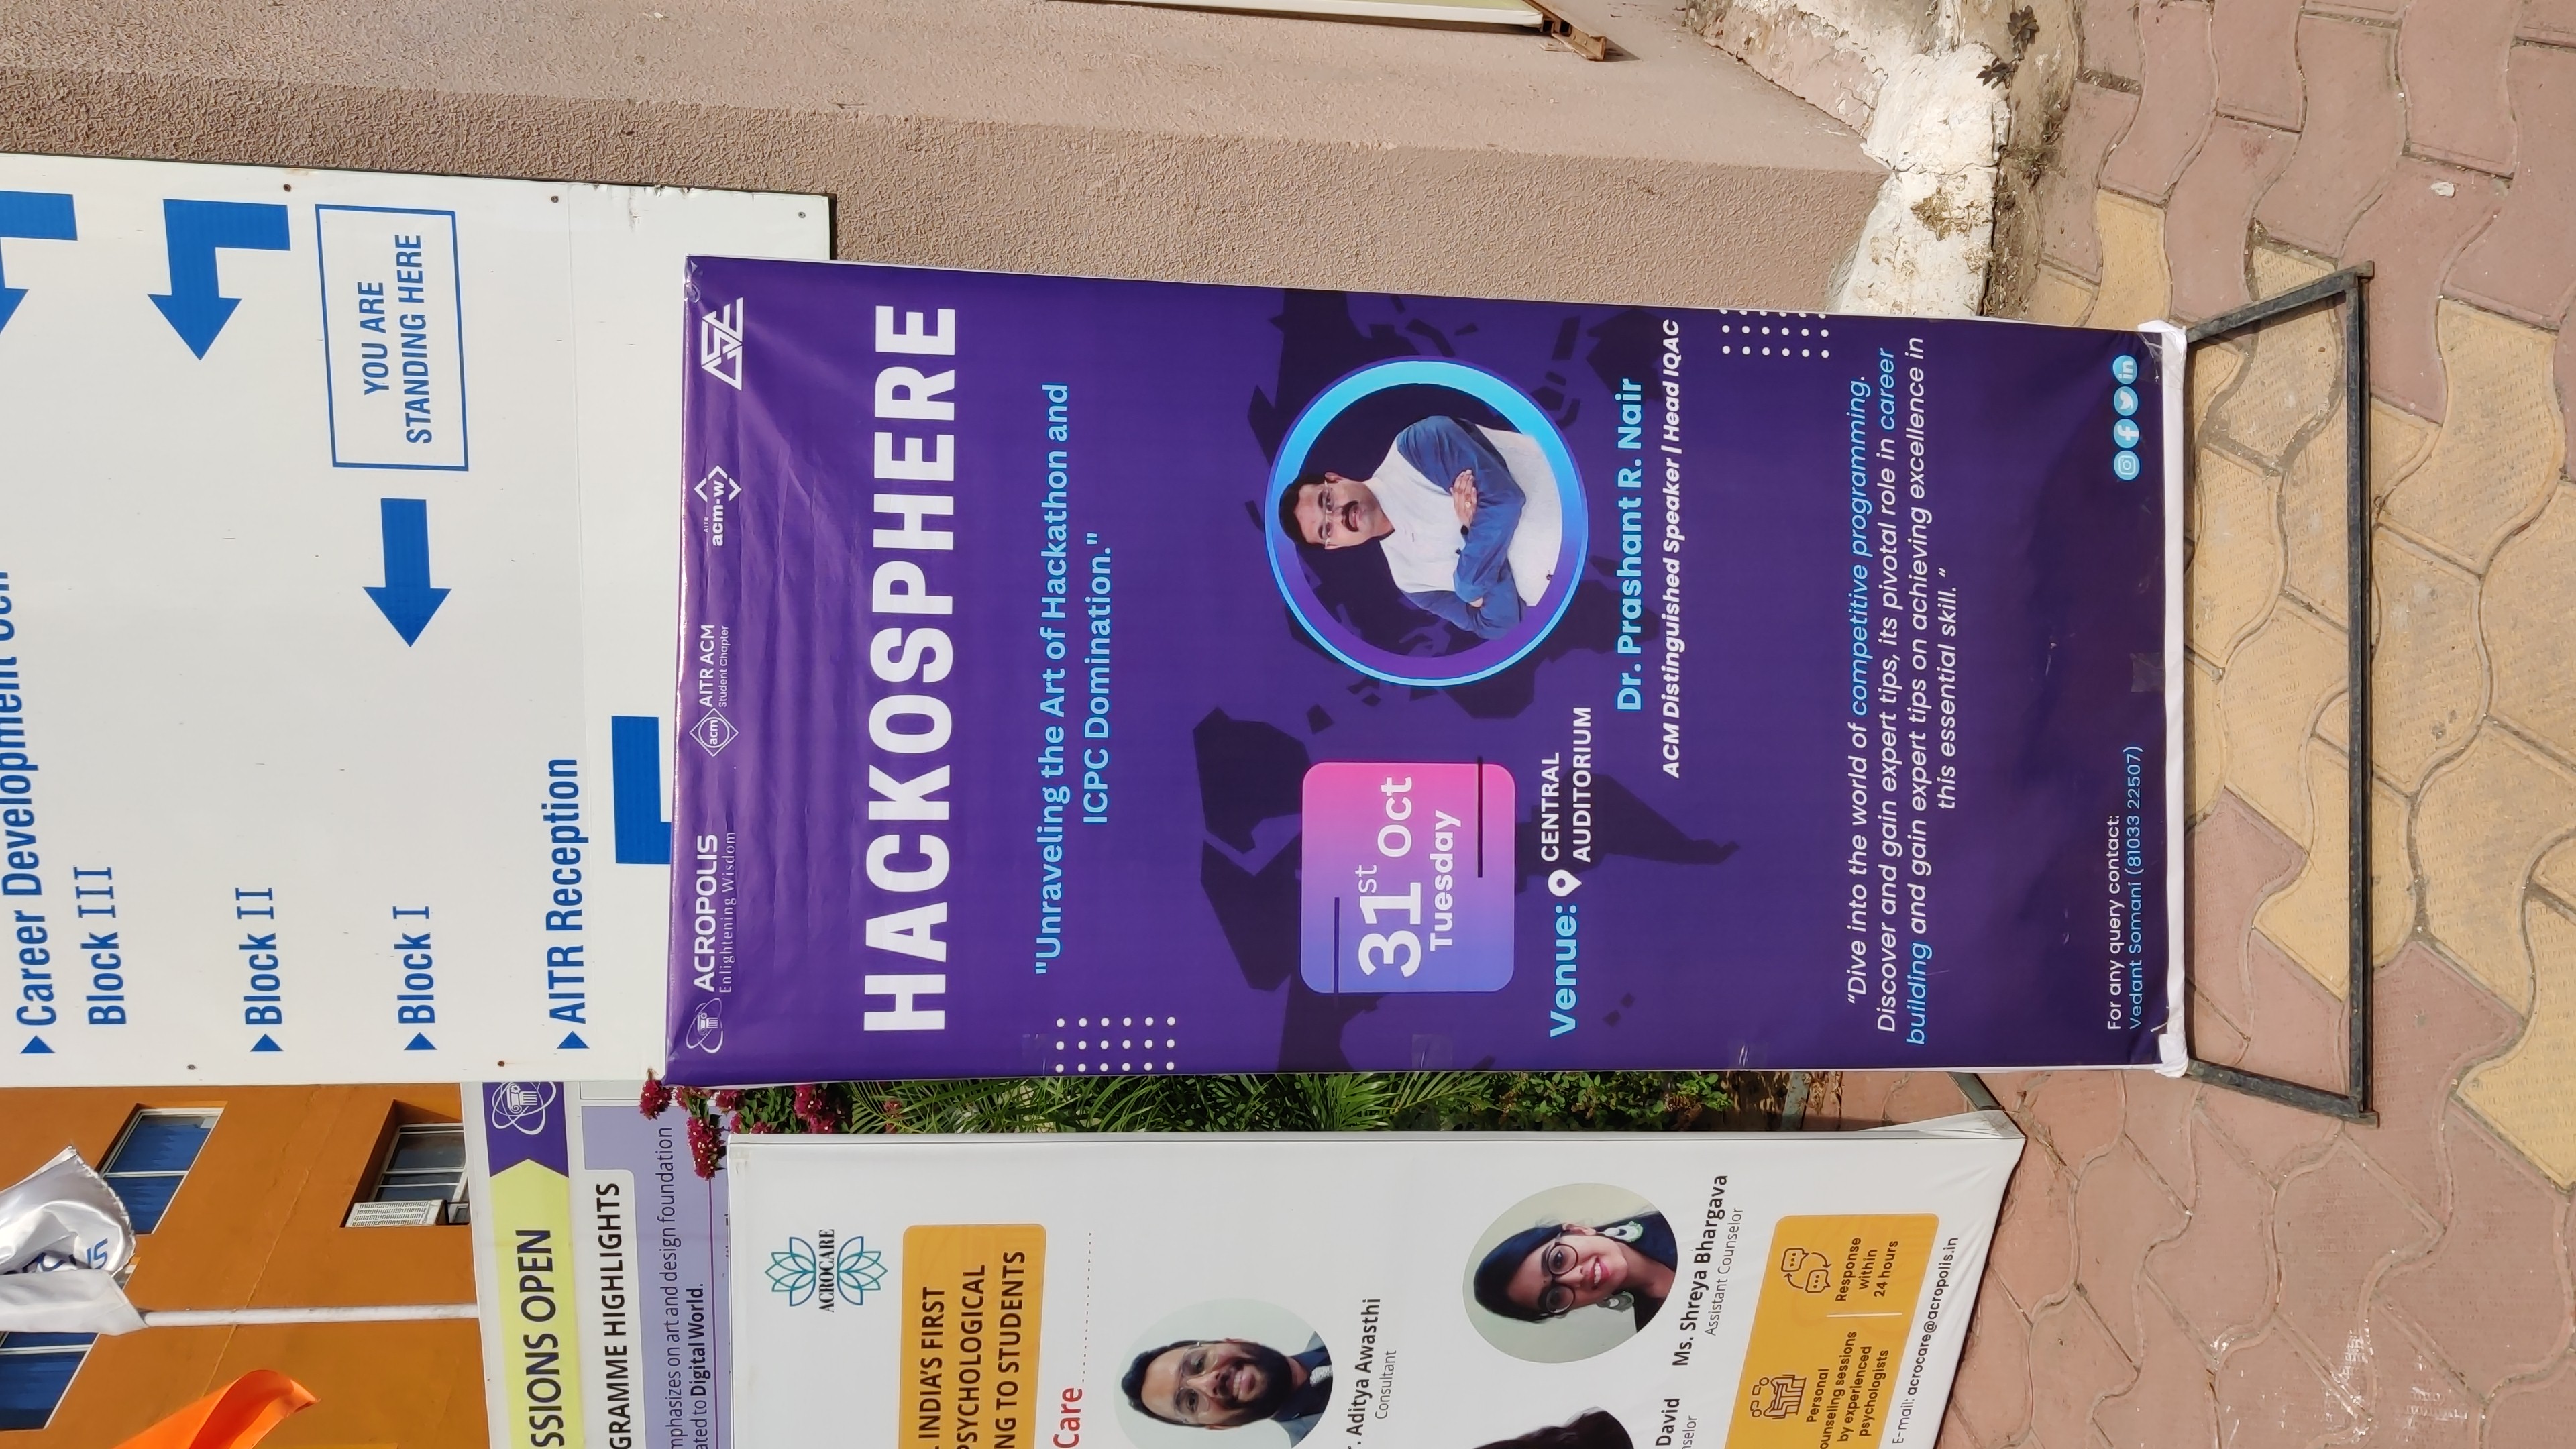 Career Development Cell
Block III
Block II
Block I
YOU ARE
STANDING HERE
AITR Reception
SSIONS OPEN
GRAMME HIGHLIGHTS
mphasizes on art and design foundation
ated to Digital World.
ACROCARE
INDIA'S FIRST
PSYCHOLOGICAL
NG TO STUDENTS
Care
r. Aditya Awasthi
Consultant
David
nselor
Ms. Shreya Bhargava
Assistant Counselor
Personal
ounseling sessions
by experienced
psychologists
Response
within
24 hours
E-mail: acrocare@acropolis.in
ACROPOLIS
Enlightening Wisdom
acm
AITR ACM
Student Chapter
AITR
acm-w
HACKOSPHERE
"Unraveling the Art of Hackathon and
ICPC Domination."
31st Oct
Tuesday
Venue:
CENTRAL
AUDITORIUM
Dr. Prashant R. Nair
ACM Distinguished Speaker | Head IQAC
“Dive into the world of competitive programming.
Discover and gain expert tips, its pivotal role in career
building and gain expert tips on achieving excellence in
this essential skill. “
For any query contact:
Vedant Somani (81033 22507)